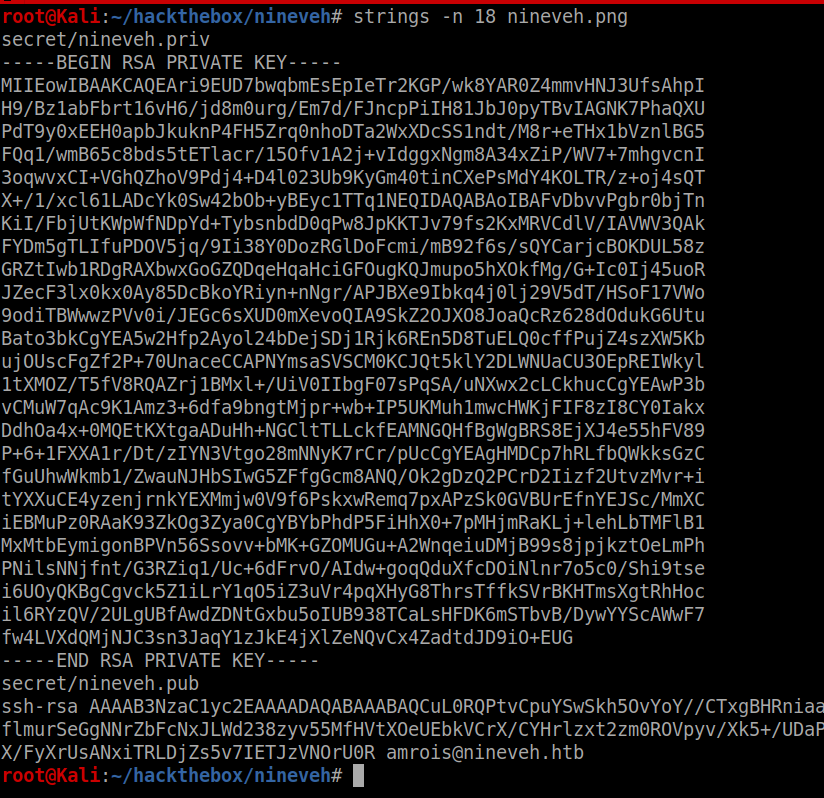 root@Kali:~/hackthebox/nineveh# strings -n 18 nineveh.png
secret/nineveh.priv
-----BEGIN RSA PRIVATE KEY-----
MIIEowIBAAKCAQEAri9EUD7bwqbmEsEpIeTr2KGP/wk8YAR0Z4mmvHNJ3UfsAhpI
H9/Bz1abFbrt16vH6/jd8m0urg/Em7d/FJncpPiIH81JbJ0pyTBvIAGNK7PhaQXU
PdT9y0xEEH0apbJkuknP4FH5Zrq0nhoDTa2WxXDcSS1ndt/M8r+eTHx1bVznlBG5
FQq1/wmB65c8bds5tETlacr/15Ofv1A2j+vIdggxNgm8A34xZiP/WV7+7mhgvcnI
3oqwvxCI+VGhQZhoV9Pdj4+D4l023Ub9KyGm40tinCXePsMdY4KOLTR/z+oj4sQT
X+/1/xcl61LADcYk0Sw42bOb+yBEyc1TTq1NEQIDAQABAoIBAFvDbvvPgbr0bjTn
KiI/FbjUtKWpWfNDpYd+TybsnbdD0qPw8JpKKTJv79fs2KxMRVCdlV/IAVWV3QAk
FYDm5gTLIfuPDOV5jq/9Ii38Y0DozRGlDoFcmi/mB92f6s/sQYCarjcBOKDUL58z
GRZtIwb1RDgRAXbwxGoGZQDqeHqaHciGFOugKQJmupo5hXOkfMg/G+Ic0Ij45uoR
JZecF3lx0kx0Ay85DcBkoYRiyn+nNgr/APJBXe9Ibkq4j0lj29V5dT/HSoF17VWo
9odiTBWwwzPVv0i/JEGc6sXUD0mXevoQIA9SkZ2OJXO8JoaQcRz628dOdukG6Utu
Bato3bkCgYEA5w2Hfp2Ayol24bDejSDj1Rjk6REn5D8TuELQ0cffPujZ4szXW5Kb
ujOUscFgZf2P+70UnaceCCAPNYmsaSVSCM0KCJQt5klY2DLWNUaCU3OEpREIWkyl
1tXMOZ/T5fV8RQAZrj1BMxl+/UiV0IIbgF07sPqSA/uNXwx2cLCkhucCgYEAwP3b
vCMuW7qAc9K1Amz3+6dfa9bngtMjpr+wb+IP5UKMuh1mwcHWKjFIF8zI8CY0Iakx
DdhOa4x+0MQEtKXtgaADuHh+NGCltTLLckfEAMNGQHfBgWgBRS8EjXJ4e55hFV89
P+6+1FXXA1r/Dt/zIYN3Vtgo28mNNyK7rCr/pUcCgYEAgHMDCp7hRLfbQWkksGzC
fGuUhwWkmb1/ZwauNJHbSIwG5ZFfgGcm8ANQ/Ok2gDzQ2PCrD2Iizf2UtvzMvr+i
tYXXuCE4yzenjrnkYEXMmjw0V9f6PskxwRemq7pxAPzSk0GVBUrEfnYEJSc/MmXC
iEBMuPz0RAaK93ZkOg3Zya0CgYBYbPhdP5FiHhX0+7pMHjmRaKLj+lehLbTMFlB1
MxMtbEymigonBPVn56Ssovv+bMK+GZOMUGu+A2WnqeiuDMjB99s8jpjkztOeLmPh
PNilsNNjfnt/G3RZiq1/Uc+6dFrvO/AIdw+goqQduXfcDOiNlnr7o5c0/Shi9tse
i6UOyQKBgCgvck5Z1iLrY1qO5iZ3uVr4pqXHyG8ThrsTffkSVrBKHTmsXgtRhHoc
il6RYzQV/2ULgUBfAwdZDNtGxbu5oIUB938TCaLsHFDK6mSTbvB/DywYYScAWwF7
fw4LVXdQMjNJC3sn3JaqY1zJkE4jXlZeNQvCx4ZadtdJD9iO+EUG
-----END RSA PRIVATE KEY-----
secret/nineveh.pub
ssh-rsa AAAAB3NzaC1yc2EAAAADAQABAAABAQCuL0RQPtvCpuYSwSkh5OvYoY//CTxgBHRniaa
flmurSeGgNNrZbFcNxJLWd238zyv55MfHVtXOeUEbkVCrX/CYHrlzxt2zm0ROVpyv/Xk5+/UDaP
X/FyXrUsANxiTRLDjZs5v7IETJzVNOrU0R amrois@nineveh.htb
root@Kali:~/hackthebox/nineveh#